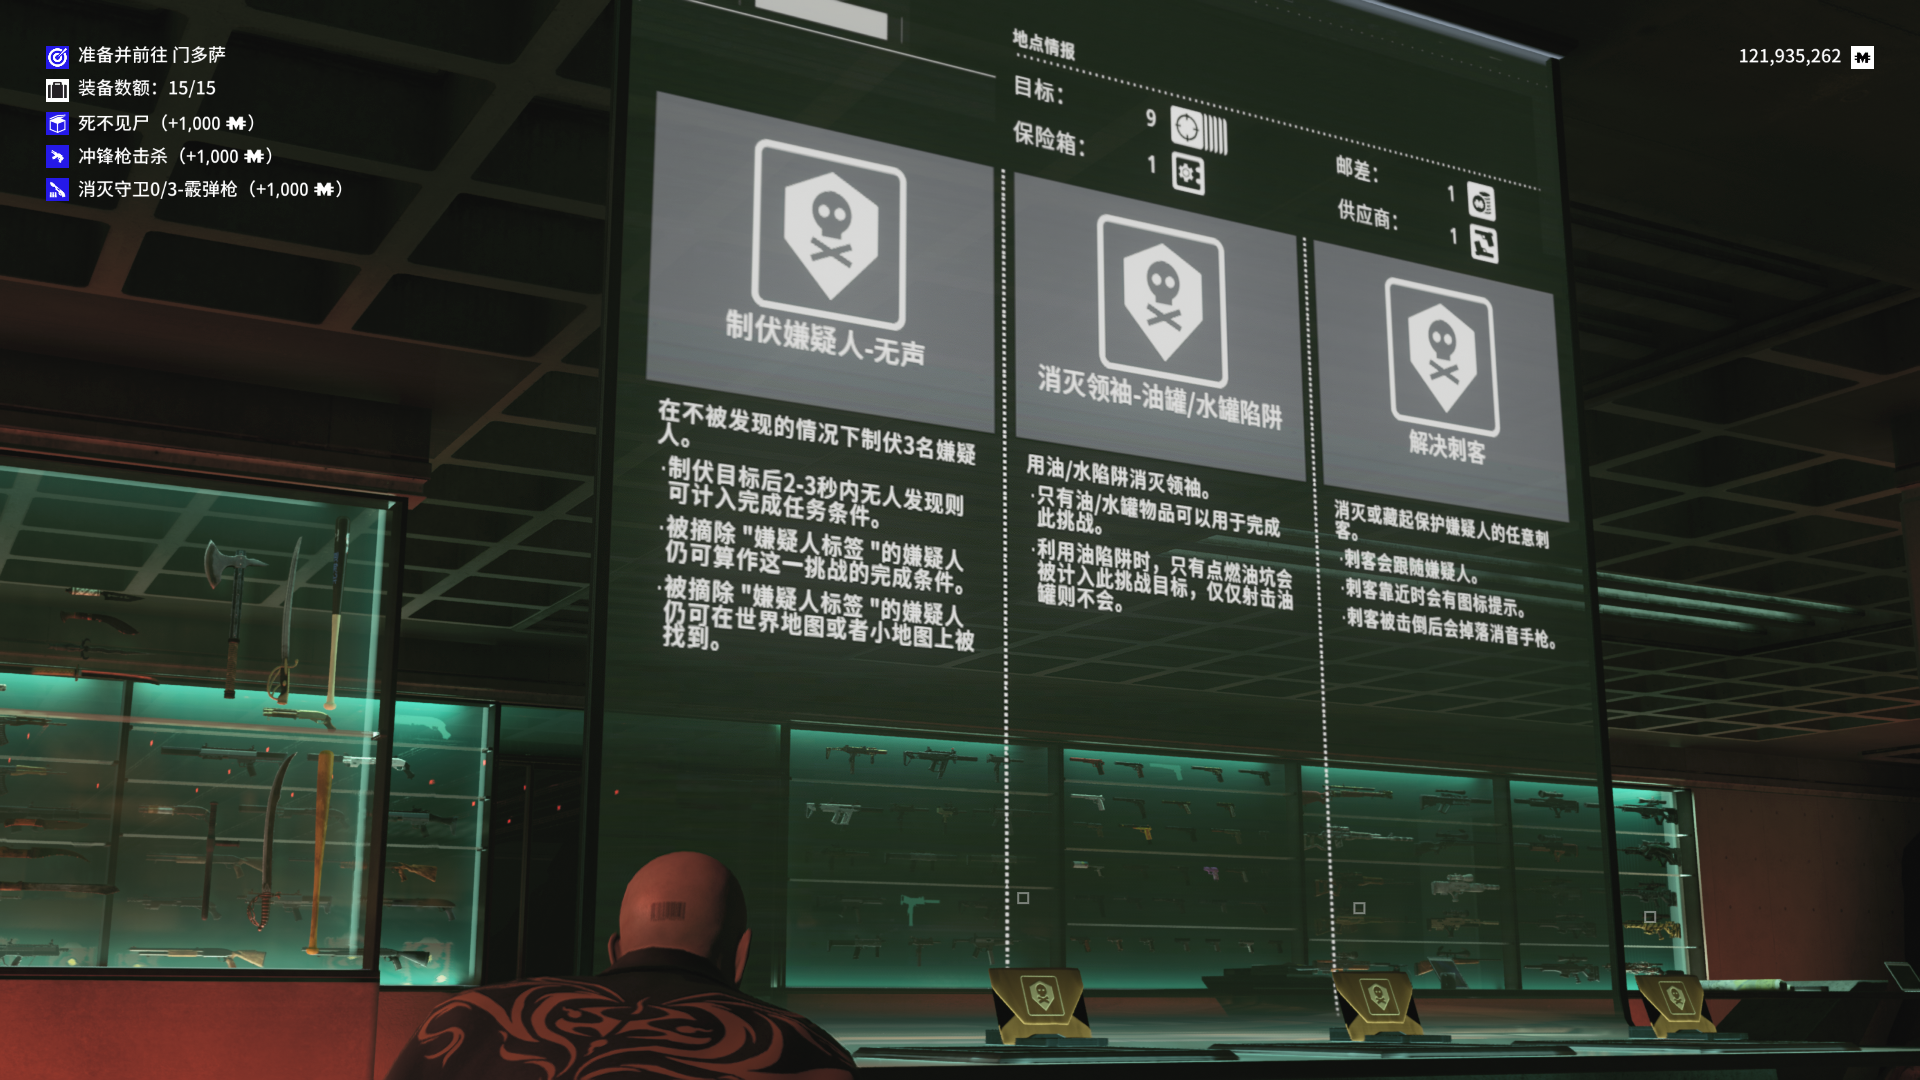 准备并前往 门多萨
装备数额：15/15
死不见尸（+1,000）
冲锋枪击杀（+1,000）
消灭守卫0/3-霰弹枪（+1,000）
121,935,262
地点情报
目标： 9
保险箱： 1
邮差： 1
供应商： 1
制伏嫌疑人-无声
在不被发现的情况下制伏3名嫌疑
人。
·制伏目标后2-3秒内无人发现则
可计入完成任务条件。
·被摘除 "嫌疑人标签 "的嫌疑人
仍可算作这一挑战的完成条件。
·被摘除 "嫌疑人标签 "的嫌疑人
仍可在世界地图或者小地图上被
找到。
消灭领袖-油罐/水罐陷阱
用油/水陷阱消灭领袖。
·只有油/水罐物品可以用于完成
此挑战。
·利用油陷阱时，只有点燃油坑会
被计入此挑战目标，仅仅射击油
罐则不会。
解决刺客
消灭或藏起保护嫌疑人的任意刺
客。
·刺客会跟随嫌疑人。
·刺客靠近时会有图标提示。
·刺客被击倒后会掉落消音手枪。